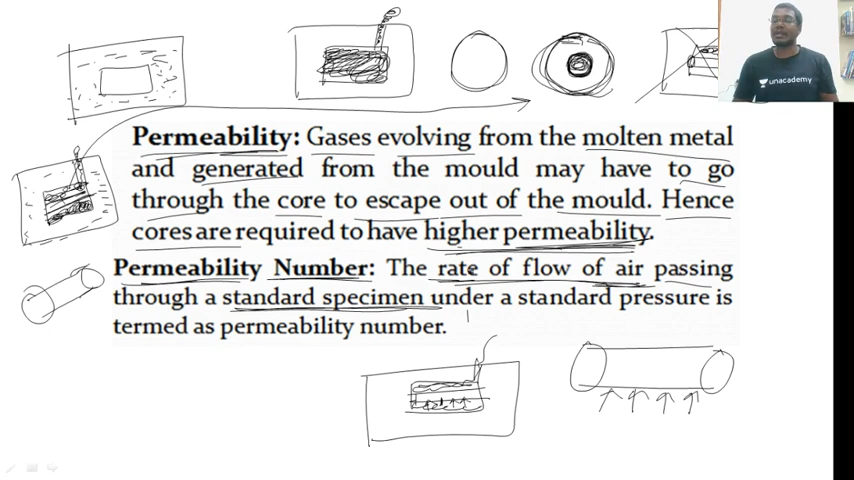 unacademy
Permeability: Gases evolving from the molten metal
and generated from the mould may have to go
through the core to escape out of the mould. Hence
cores are required to have higher permeability.
Permeability Number: The rate of flow of air passing
through a standard specimen under a standard pressure is
termed as permeability number.